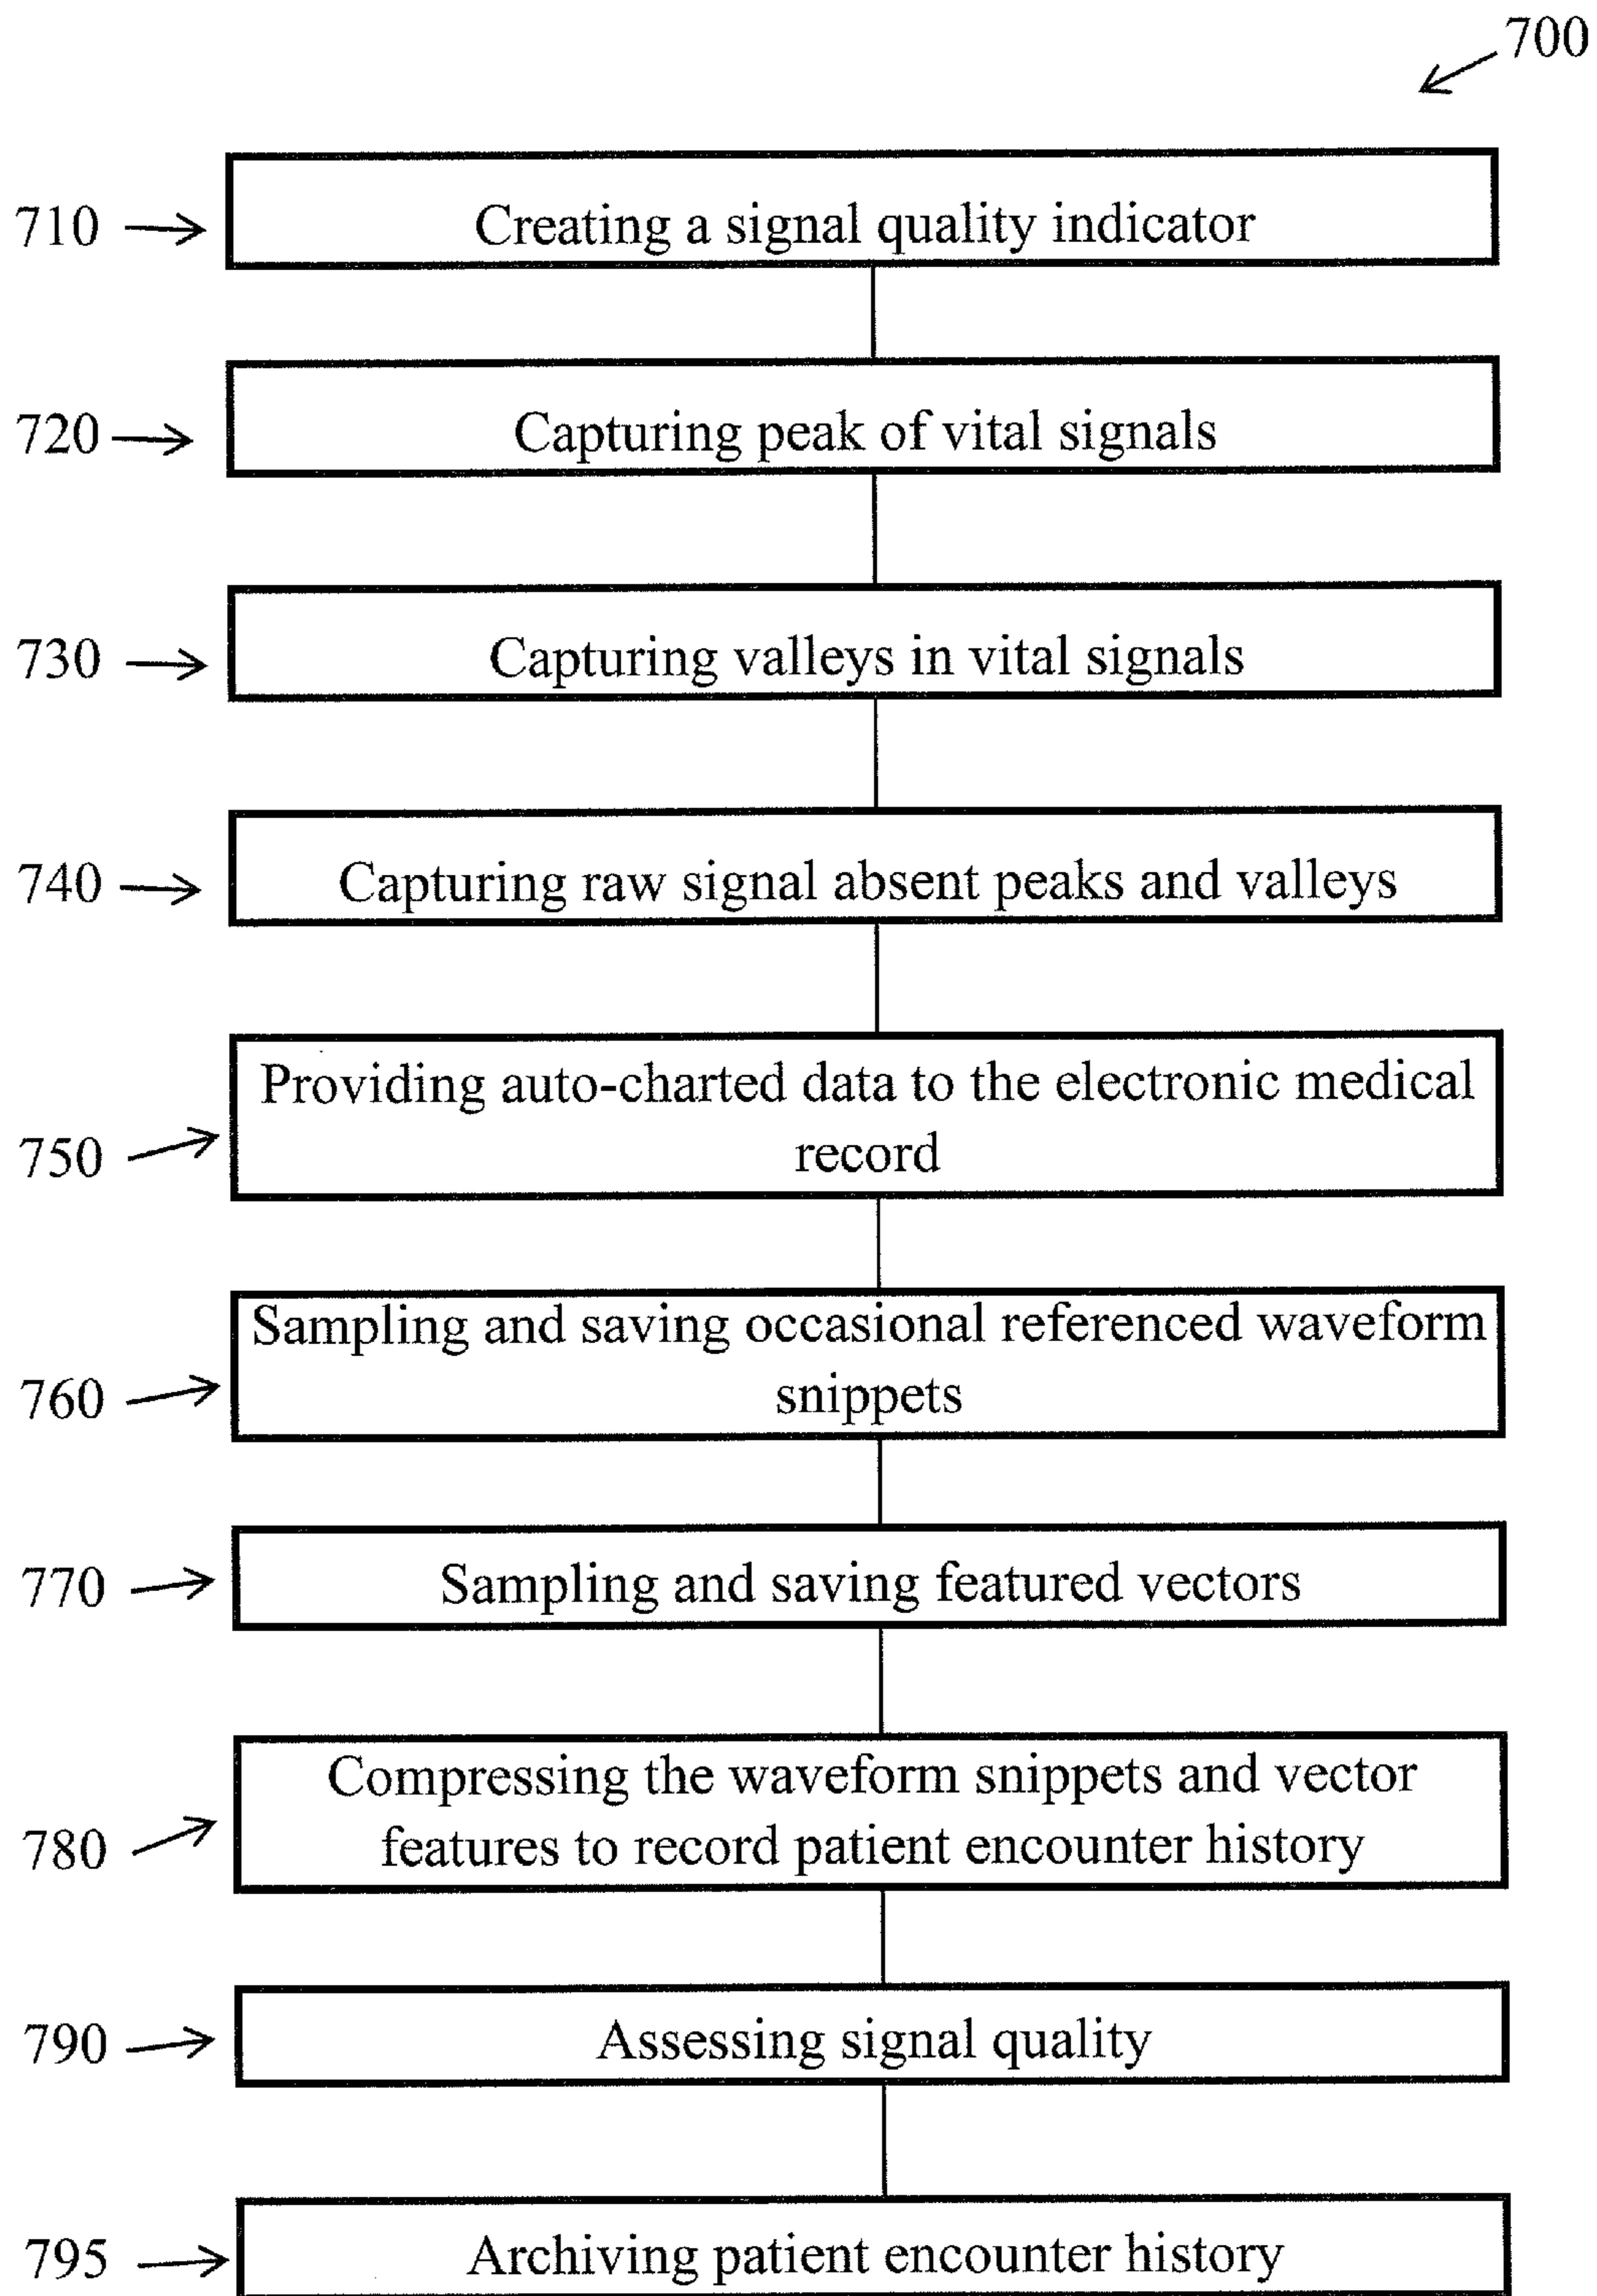 700
710
Creating a signal quality indicator
720
Capturing peak of vital signals
730
Capturing valleys in vital signals
740
Capturing raw signal absent peaks and valleys
750
Providing auto-charted data to the electronic medical
record
760
Sampling and saving occasional referenced waveform
snippets
770
Sampling and saving featured vectors
780
Compressing the waveform snippets and vector
features to record patient encounter history
790
Assessing signal quality
795
Archiving patient encounter history